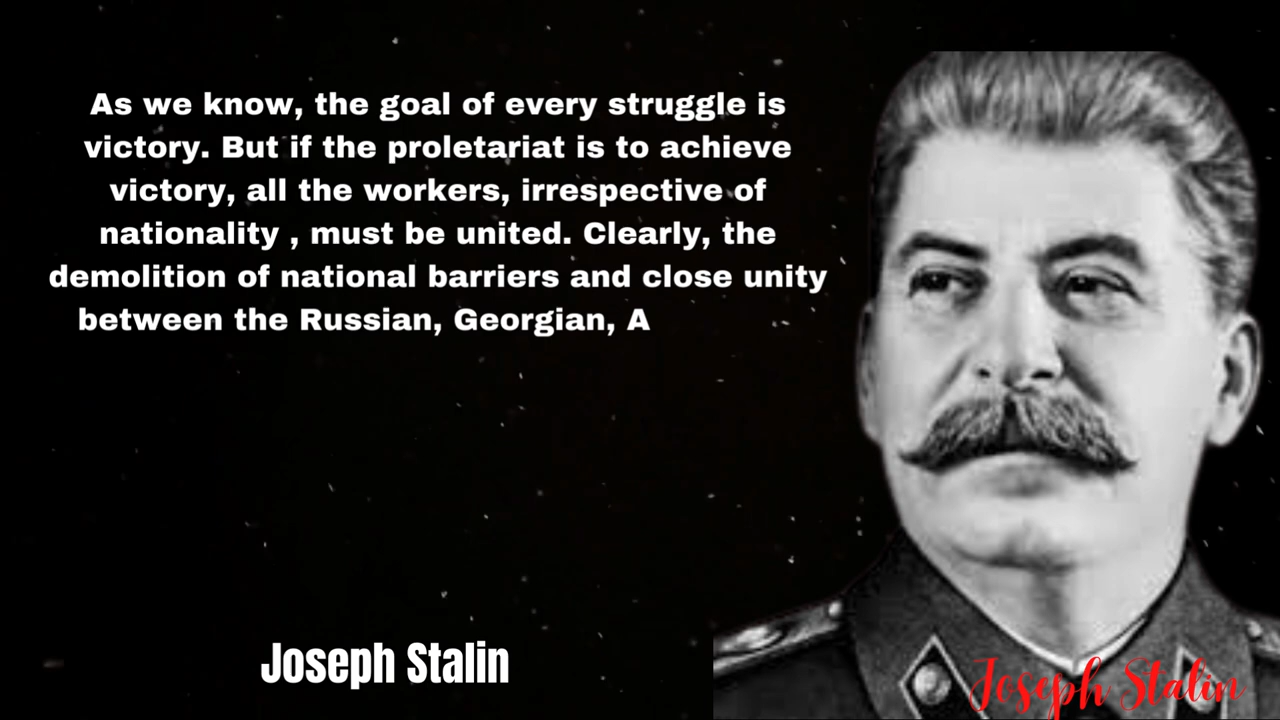 As we know, the goal of every struggle is
victory. But if the proletariat is to achieve
victory, all the workers, irrespective of
nationality , must be united. Clearly, the
demolition of national barriers and close unity
between the Russian, Georgian, A
Joseph Stalin
Joseph Stalin